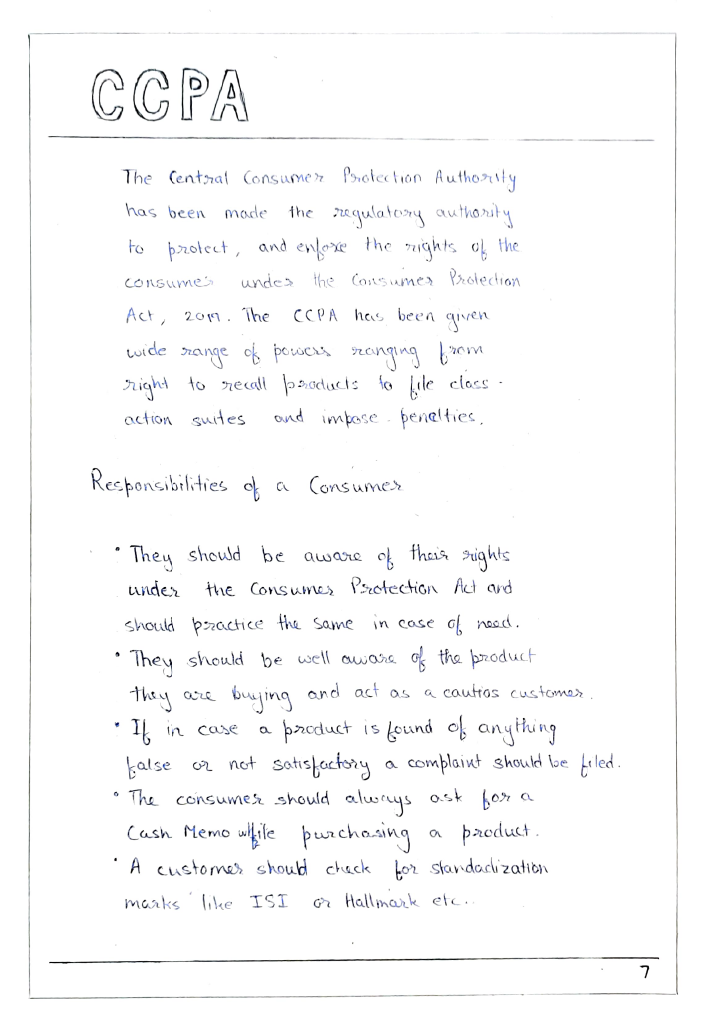 CCPA
The Central Consumer Protection Authority
has been made the regulatory authority
to protect, and enfore the rights of the
consumer under the Consumer Protection
Act, 2019. The CCPA has been given
wide range of powers ranging from
right to recall products to file class-
action suites and impose penelties.
Responsibilities of a Consumer
• They should be aware of their rights
under the Consumer Protection Act and
should practice the same in case of need.
• They should be well aware of the product
they are buying and act as a cautros customer.
• If in case a product is found of anything
false or not satisfactory a complaint should be filed.
• The consumer should always ask for a
Cash Memo while purchasing a product.
• A customer should check for standadization
marks like ISI or Hallmark etc..
7